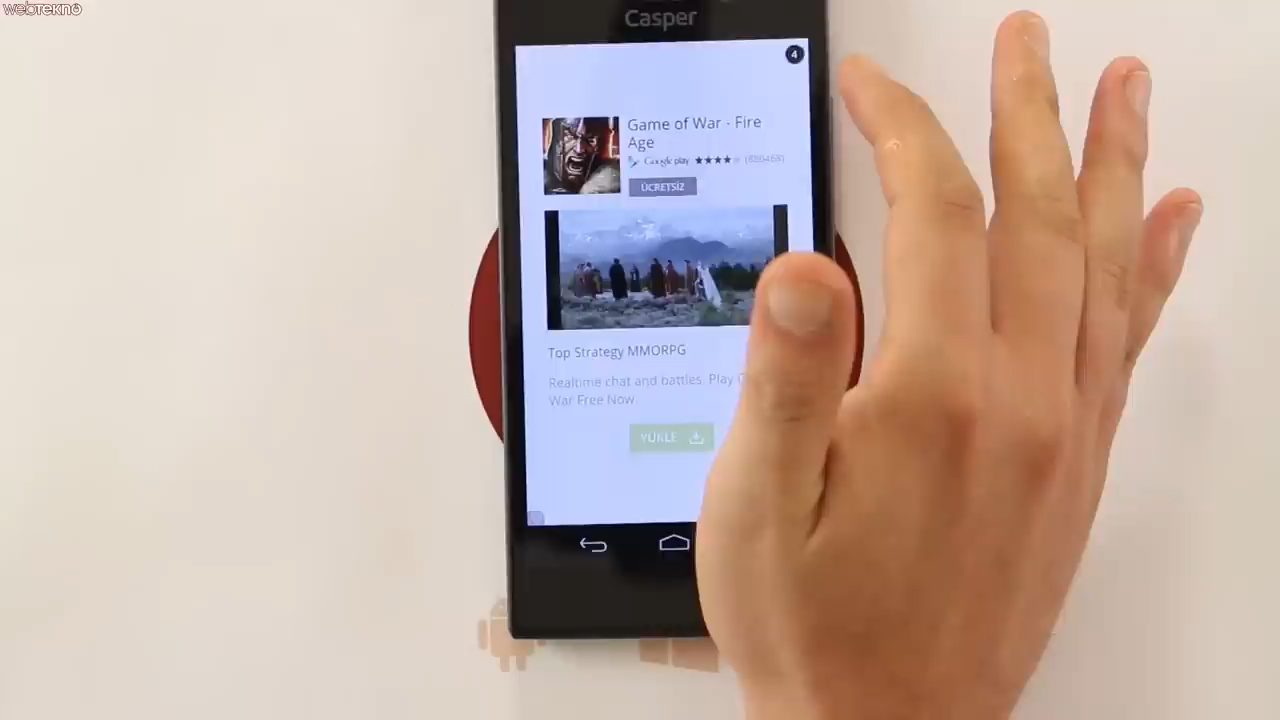 webtekno
Casper
4
Game of War - Fire
Age
Google play
ÜCRETSİZ
Top Strategy MMORPG
Realtime chat and battles. Play
War Free Now.
YÜKLE